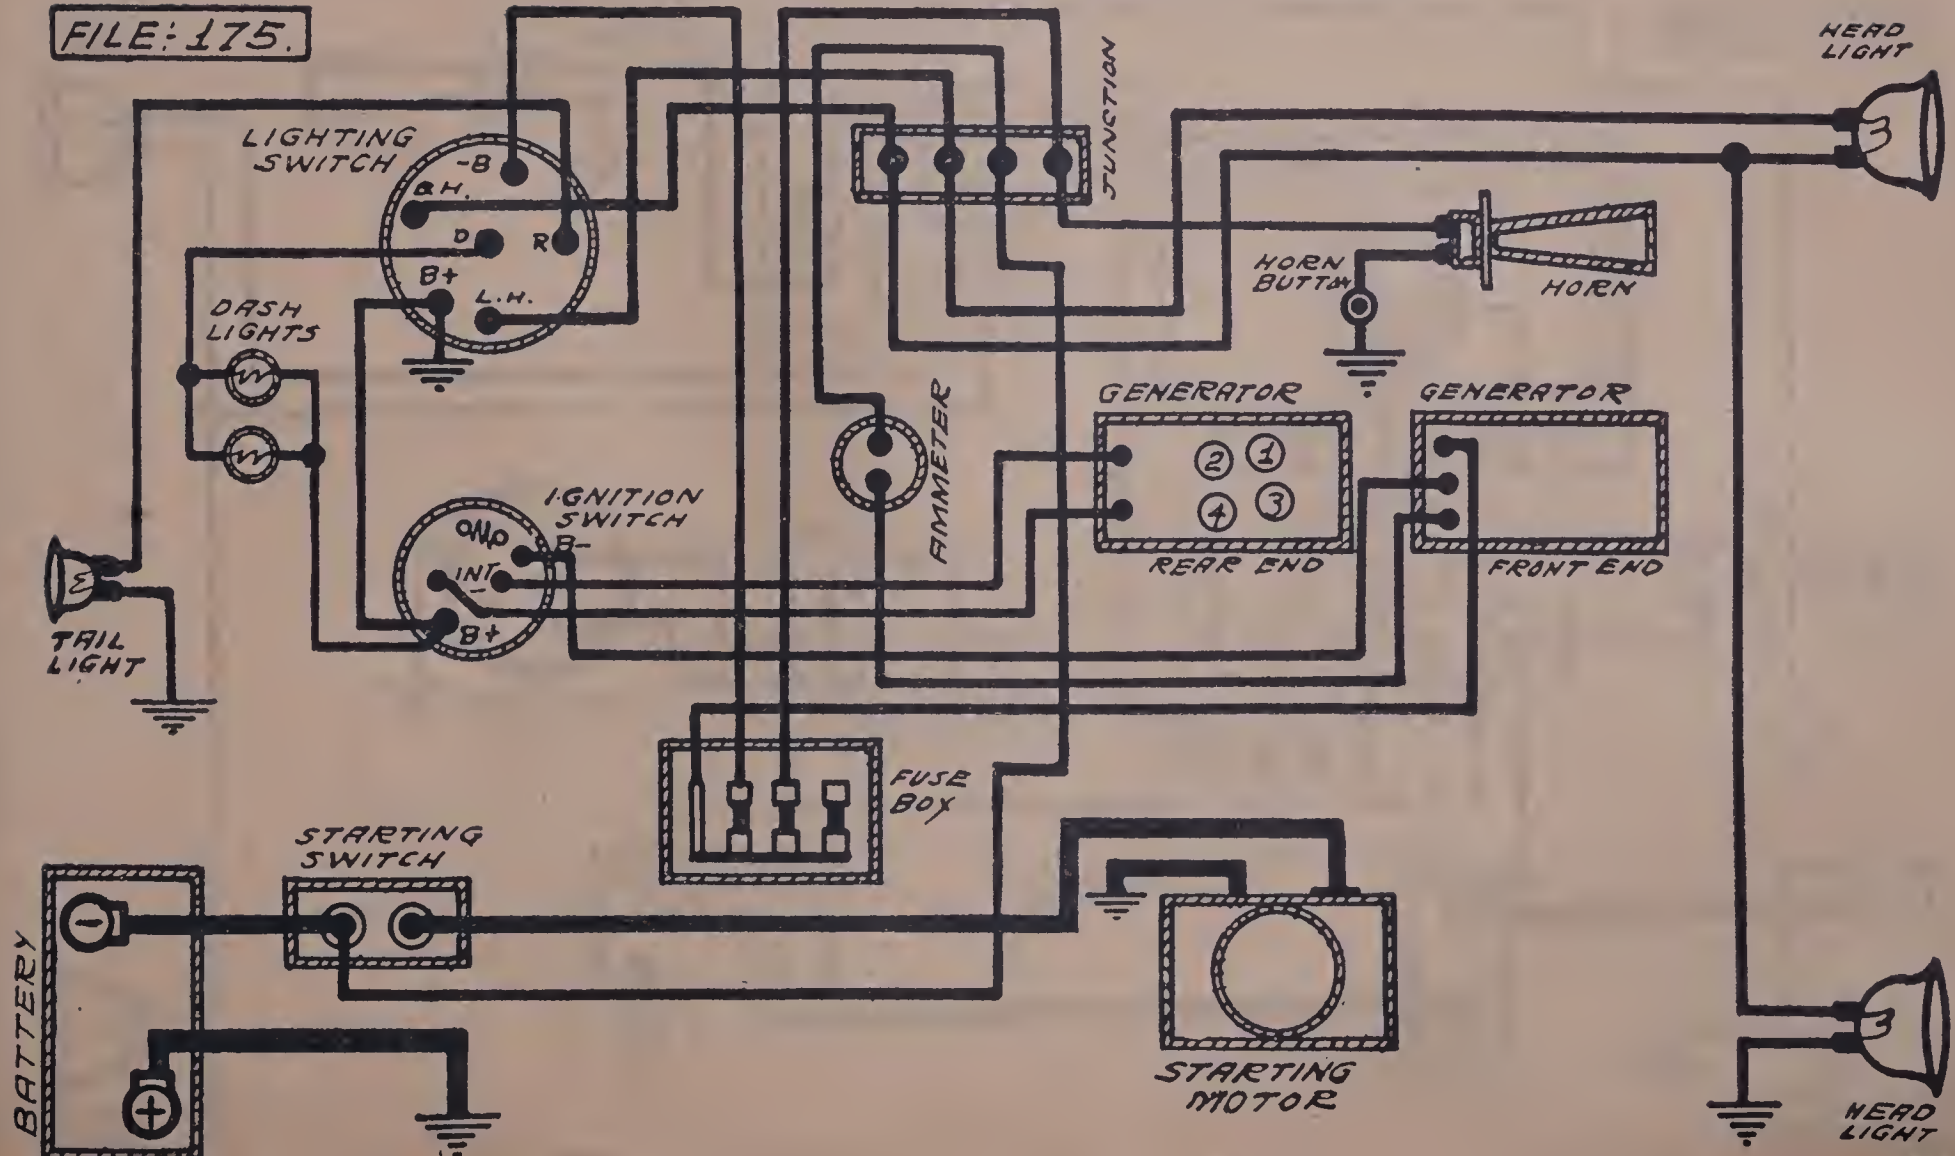 FILE:-175.
HEAD
LIGHT
JUNCTION
LIGHTING
SWITCH
-B
R.H.
D
R
B+
L.H.
HORN
BUTTON
HORN
DASH
LIGHTS
AMMETER
GENERATOR
2 1
4 3
REAR END
GENERATOR
FRONT END
IGNITION
SWITCH
B-
INT
-
B+
TAIL
LIGHT
FUSE
BOX
STARTING
SWITCH
BATTERY
-
+
STARTING
MOTOR
HEAD
LIGHT